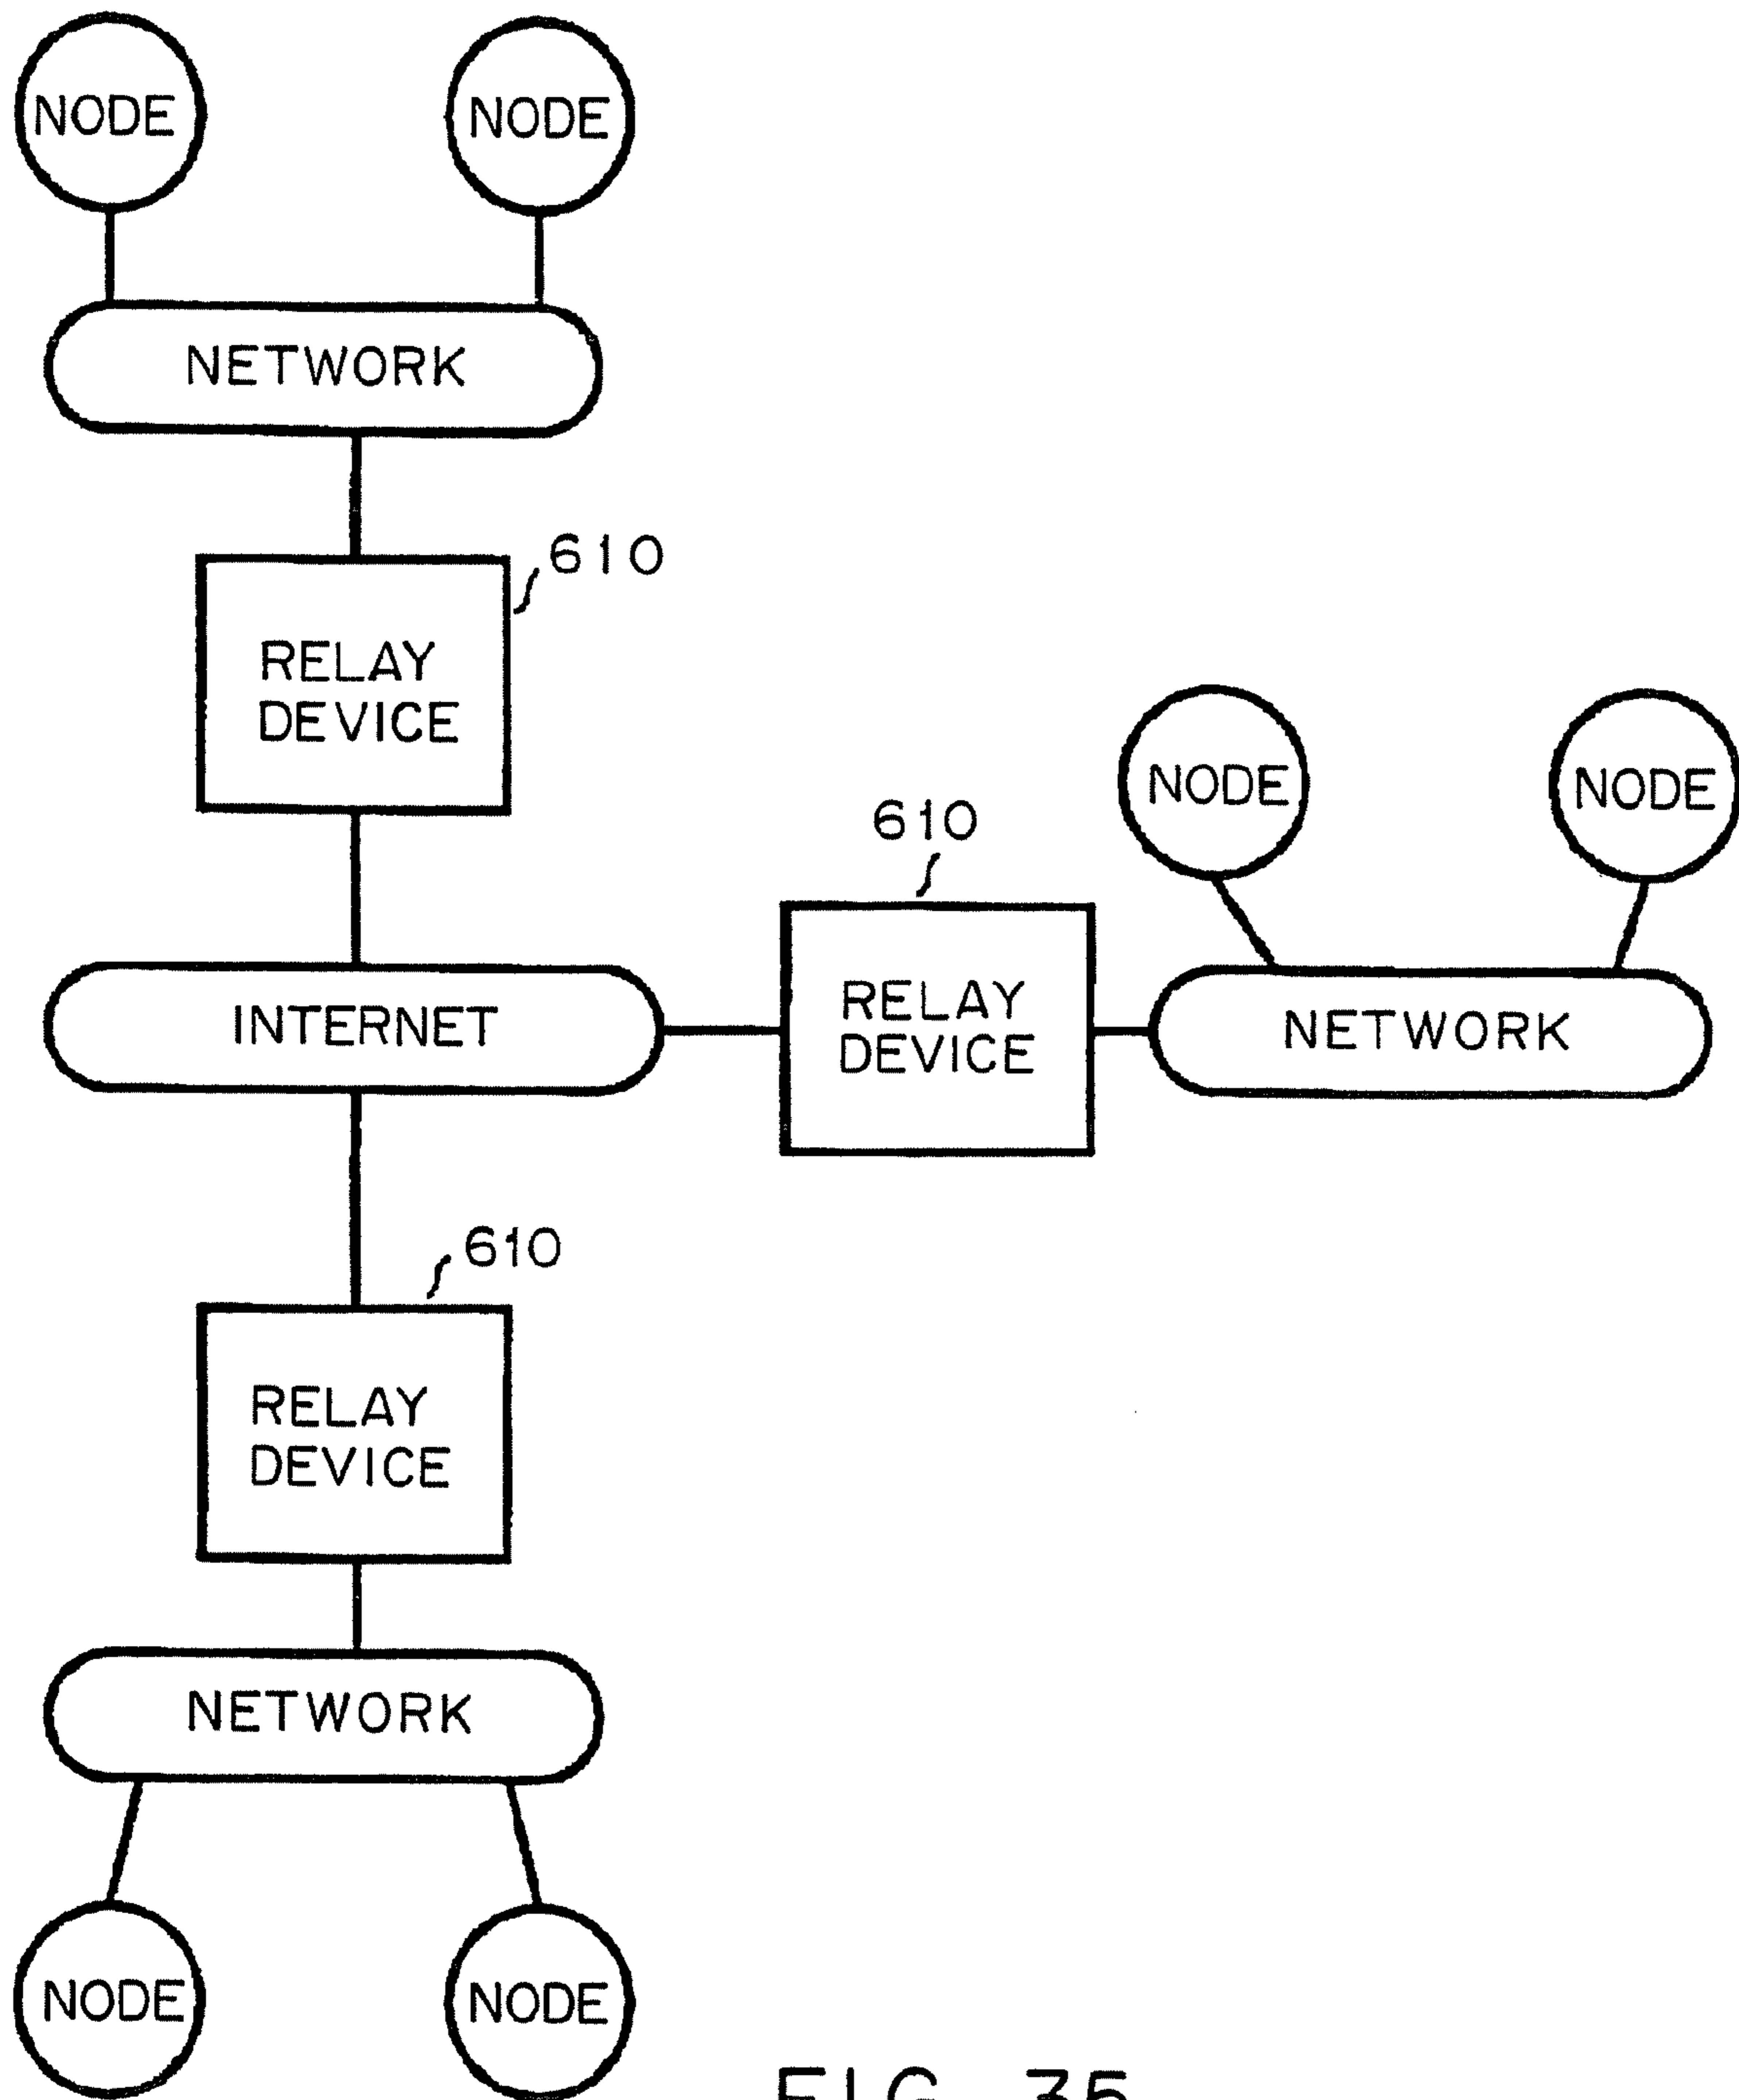 NODE
NODE
NETWORK
610
RELAY
DEVICE
NODE
NODE
610
INTERNET
RELAY
DEVICE
NETWORK
610
RELAY
DEVICE
NETWORK
NODE
NODE
FIG. 35